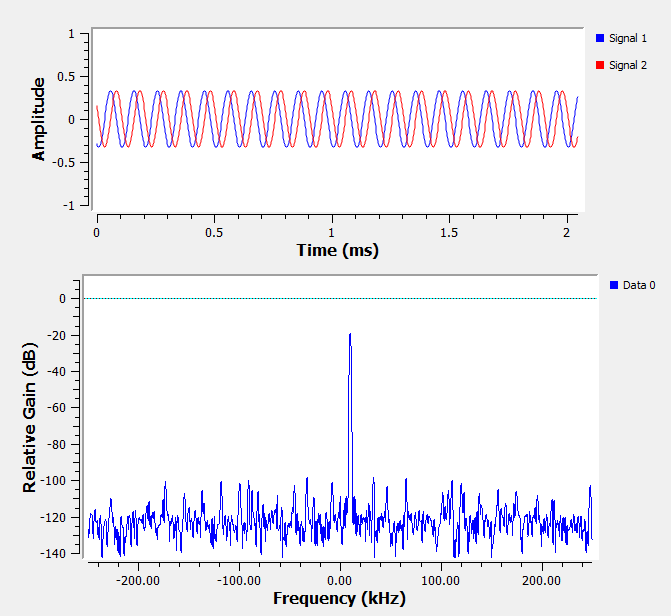 1
0.5
0
-0.5
-1
Amplitude
0 0.5 1 1.5 2
Time (ms)
Signal 1
Signal 2
0
-20
-40
-60
-80
-100
-120
-140
Relative Gain (dB)
-200.00 -100.00 0.00 100.00 200.00
Frequency (kHz)
Data 0